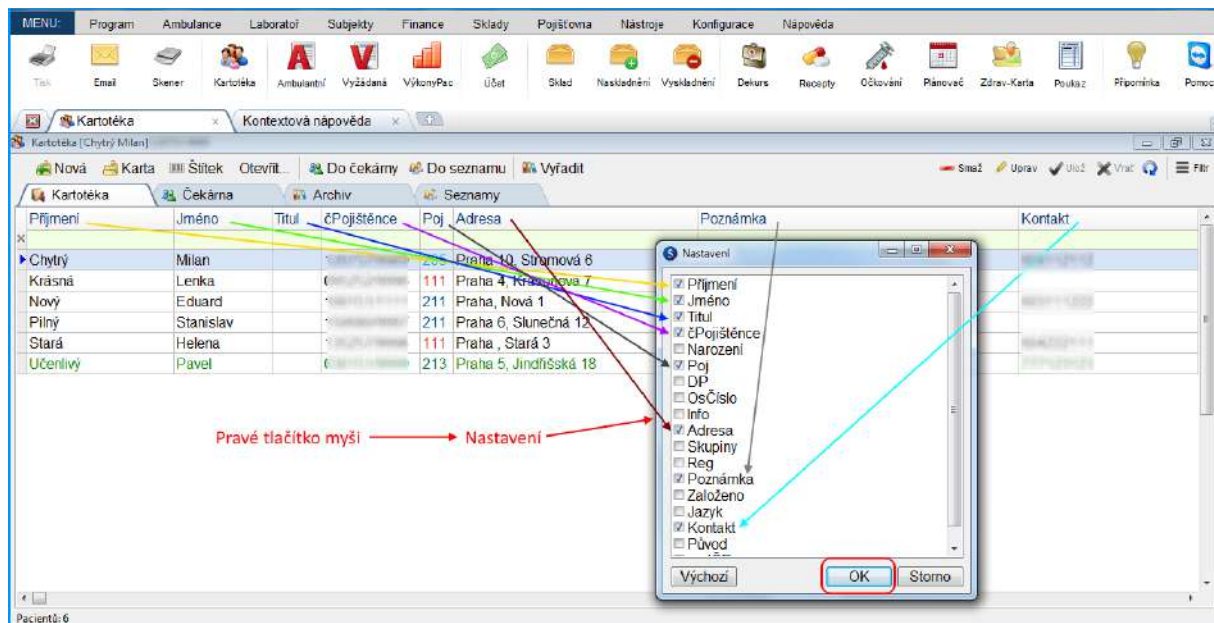 MENU: Program Ambulance Laboratoř Subjekty Finance Sklady Pojišťovna Nástroje Konfigurace Nápověda
Tisk Email Skener Kartotéka Ambulantní Vyžádaná VýkonyPac Účet Sklad Naskladnění Vyskladnění Dekurs Recepty Očkování Plánovač Zdrav-Karta Poukaz Připomínka Pomoc
Kartotéka Kontextová nápověda
Kartotéka [Chytrý Milan]
Nová Karta Štítek Otevřít... Do čekárny Do seznamu Vyřadit Smaž Uprav Ulož Vrať Filtr
Kartotéka Čekárna Archiv Seznamy
Příjmení Jméno Titul čPojištěnce Poj Adresa Poznámka Kontakt
Chytrý Milan 205 Praha 10, Stromová 6
Krásná Lenka 111 Praha 4, Krásnova 7
Nový Eduard 211 Praha, Nová 1
Pilný Stanislav 211 Praha 6, Slunečná 12
Stará Helena 111 Praha , Stará 3
Učenlivý Pavel 213 Praha 5, Jindřišská 18
Pravé tlačítko myši Nastavení
Nastavení
Příjmení
Jméno
Titul
čPojištěnce
Narození
Poj
DP
OsČíslo
Info
Adresa
Skupiny
Reg
Poznámka
Založeno
Jazyk
Kontakt
Původ
Výchozí OK Storno
Pacientů: 6